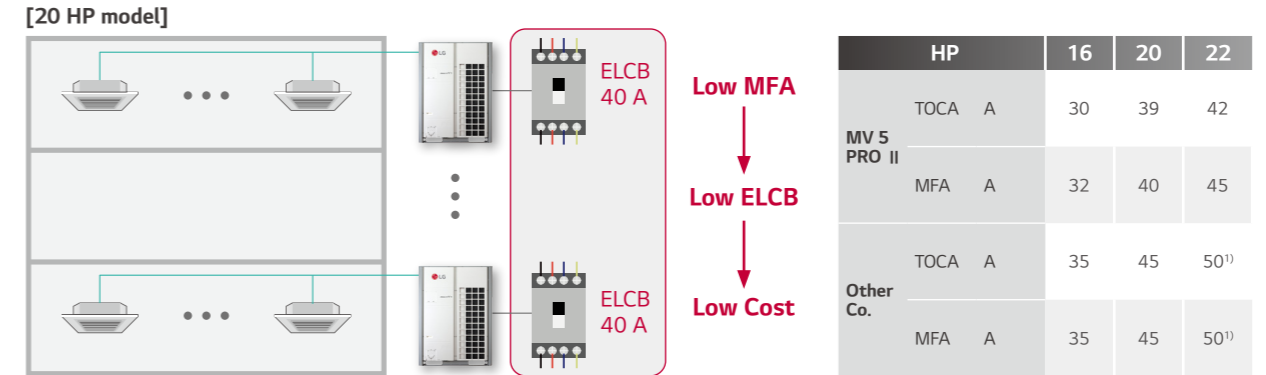 [20 HP model]
LG
ELCB
40 A
LG
ELCB
40 A
Low MFA
Low ELCB
Low Cost
HP 16 20 22
MV 5
PRO II
TOCA A 30 39 42
MFA A 32 40 45
Other
Co.
TOCA A 35 45 50¹⁾
MFA A 35 45 50¹⁾